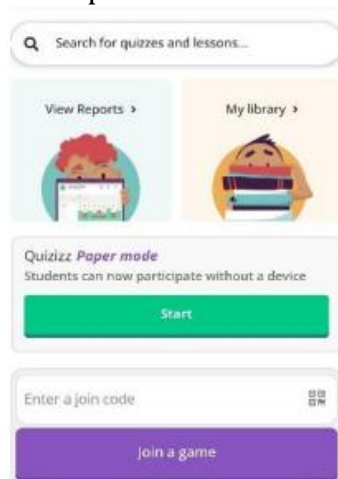 Search for quizzes and lessons...
View Reports >
My library >
Quizizz Paper mode
Students can now participate without a device
Start
Enter a join code
Join a game